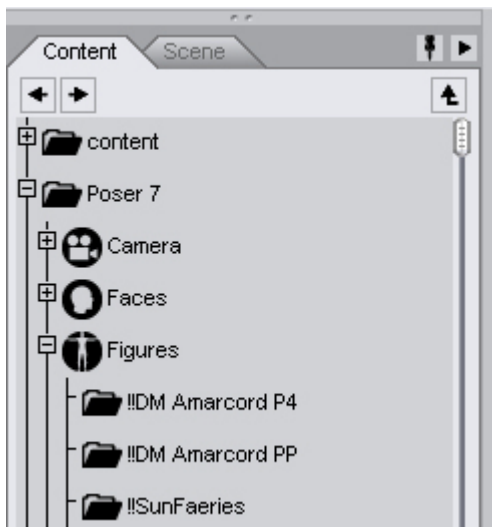 Content Scene
content
Poser 7
Camera
Faces
Figures
!!DM Amarcord P4
!!DM Amarcord PP
!!SunFaeries